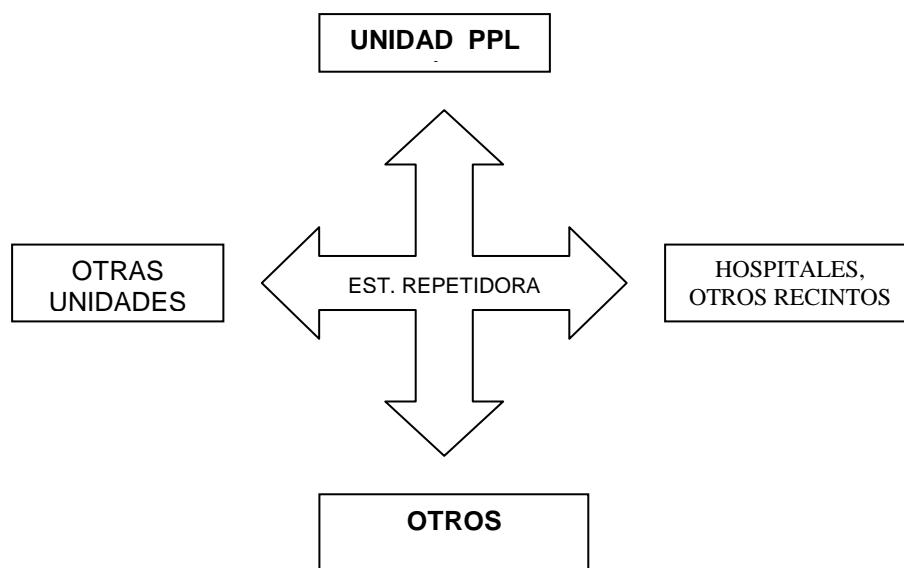 UNIDAD PPL
OTRAS
UNIDADES
EST. REPETIDORA
HOSPITALES,
OTROS RECINTOS
OTROS